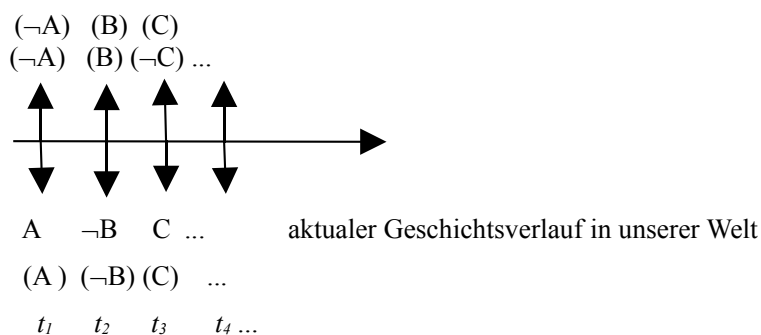 (¬A) (B) (C)
(¬A) (B) (¬C) ...
A ¬B C ... aktualer Geschichtsverlauf in unserer Welt
(A ) (¬B) (C) ...
t₁ t₂ t₃ t₄ ...